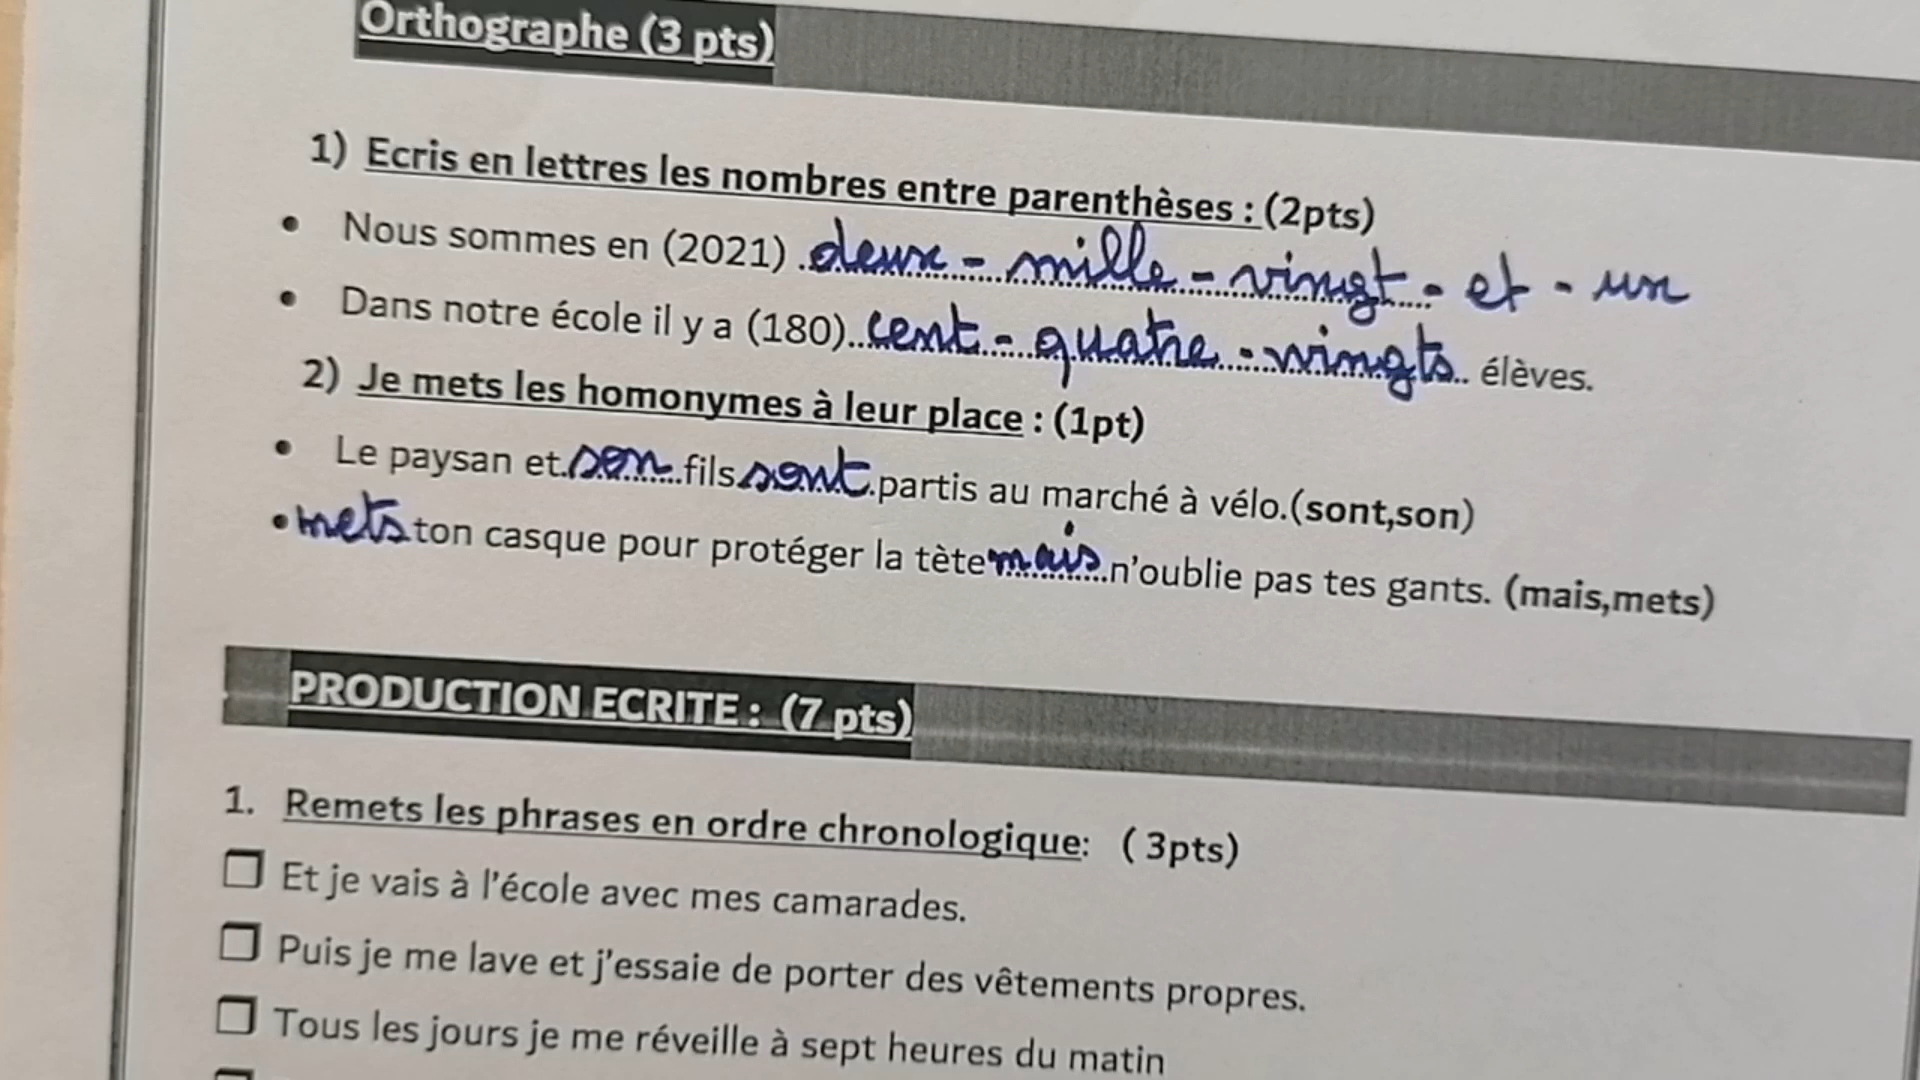 Orthographe (3 pts)
1) Ecris en lettres les nombres entre parenthèses : (2pts)
• Nous sommes en (2021) deux - mille - vingt - et - un
• Dans notre école il y a (180) cent - quatre - vingts élèves.
2) Je mets les homonymes à leur place : (1pt)
• Le paysan et son fils sont partis au marché à vélo.(sont,son)
• mets ton casque pour protéger la tète mais n'oublie pas tes gants. (mais,mets)
PRODUCTION ECRITE : (7 pts)
1. Remets les phrases en ordre chronologique: ( 3pts)
❐ Et je vais à l'école avec mes camarades.
❐ Puis je me lave et j'essaie de porter des vêtements propres.
❐ Tous les jours je me réveille à sept heures du matin